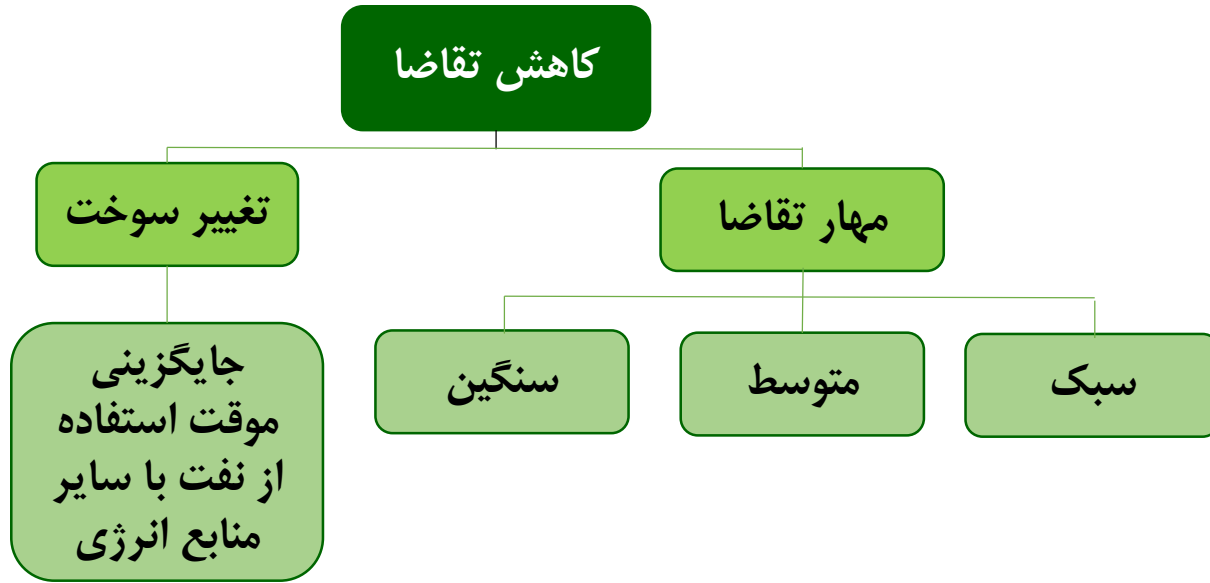 کاهش تقاضا
مهار تقاضا
تغییر سوخت
سبک
متوسط
سنگین
جایگزینی
موقت استفاده
از نفت با سایر
منابع انرژی